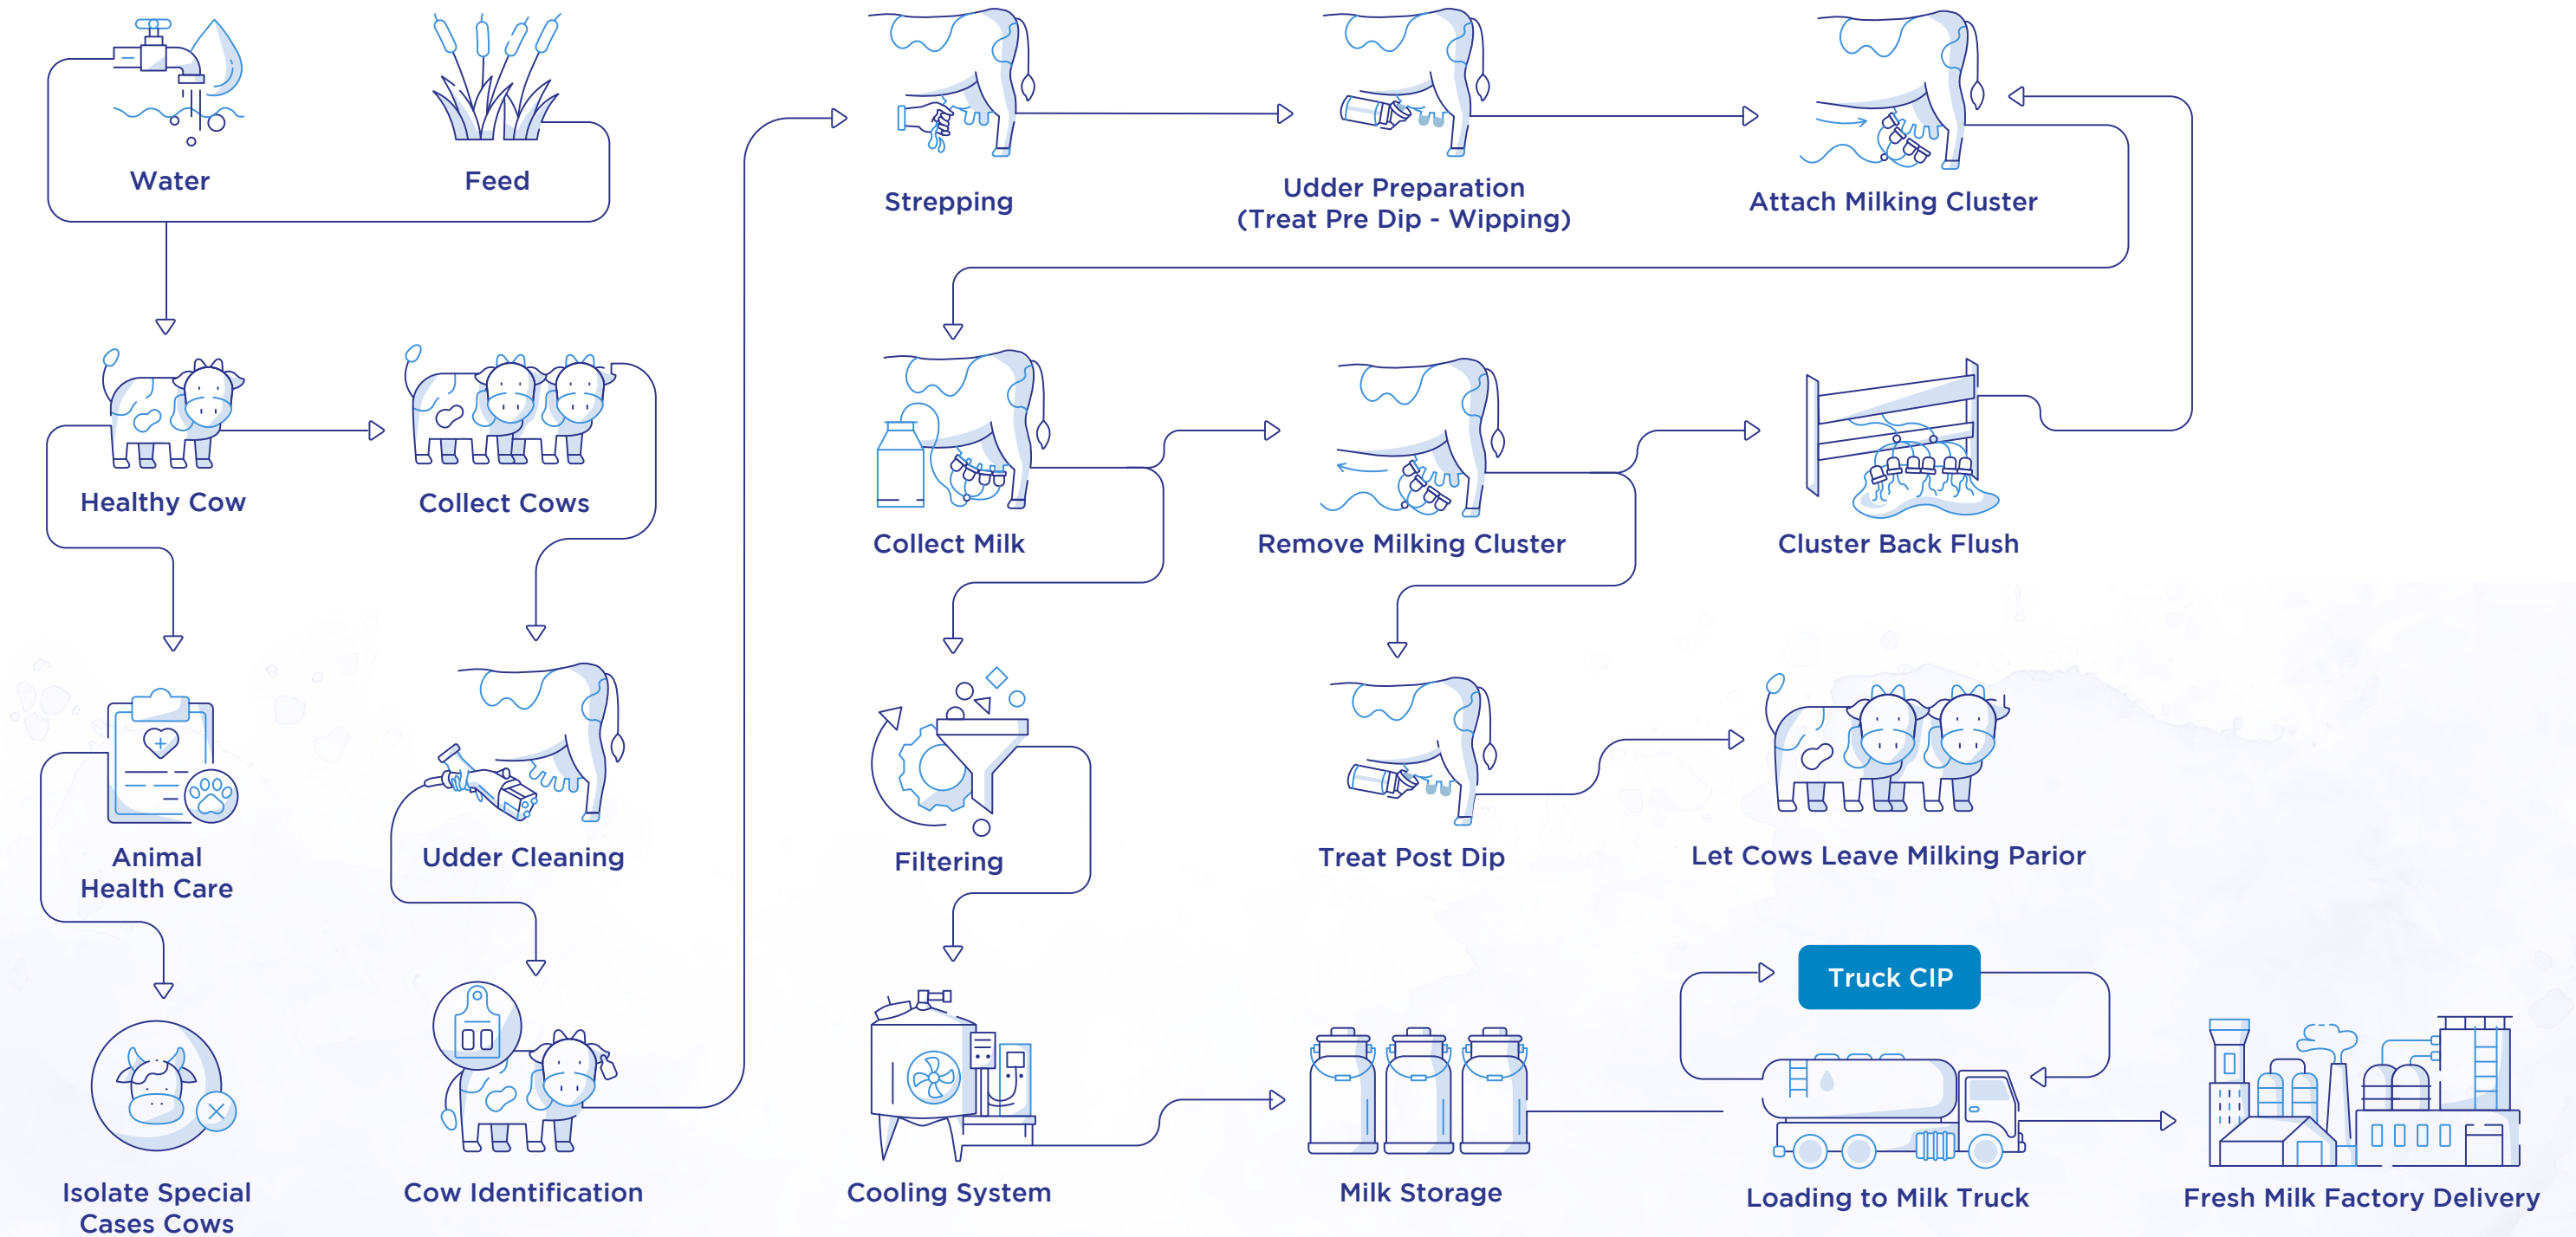 Water
Feed
Strepping
Udder Preparation
(Treat Pre Dip - Wipping)
Attach Milking Cluster
Healthy Cow
Collect Cows
Collect Milk
Remove Milking Cluster
Cluster Back Flush
Animal
Health Care
Udder Cleaning
Filtering
Treat Post Dip
Let Cows Leave Milking Parior
Truck CIP
Isolate Special
Cases Cows
Cow Identification
Cooling System
Milk Storage
Loading to Milk Truck
Fresh Milk Factory Delivery